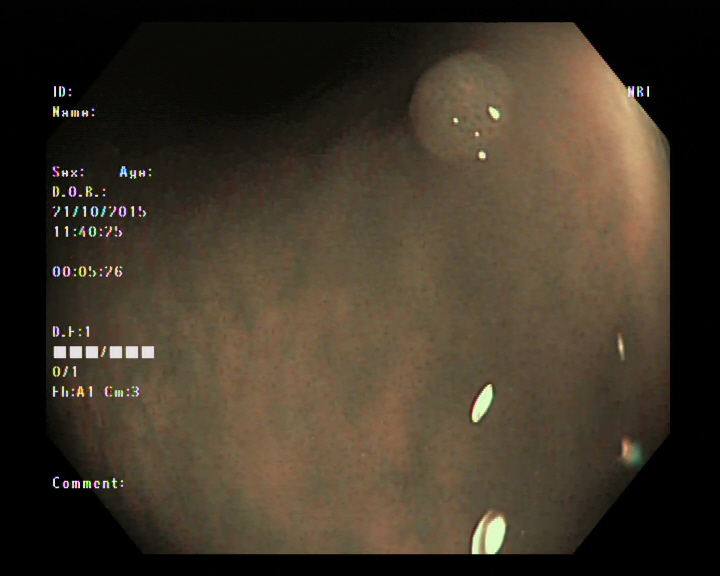 ID:
NBI
Name:
Sex: Age:
D.O.B.:
21/10/2015
11:40:25
00:05:26
D.F:1
■■■/■■■
0/1
Eh:A1 Cm:3
Comment: